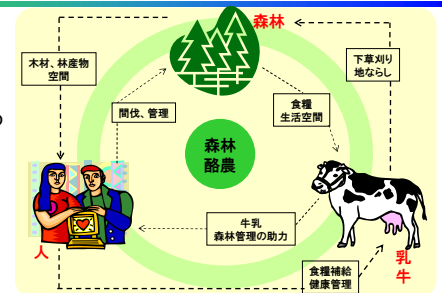 森林
木材、林産物
空間
下草刈り
地ならし
間伐、管理
食糧
生活空間
森林
酪農
牛乳
森林管理の助力
人
乳
牛
食糧補給
健康管理